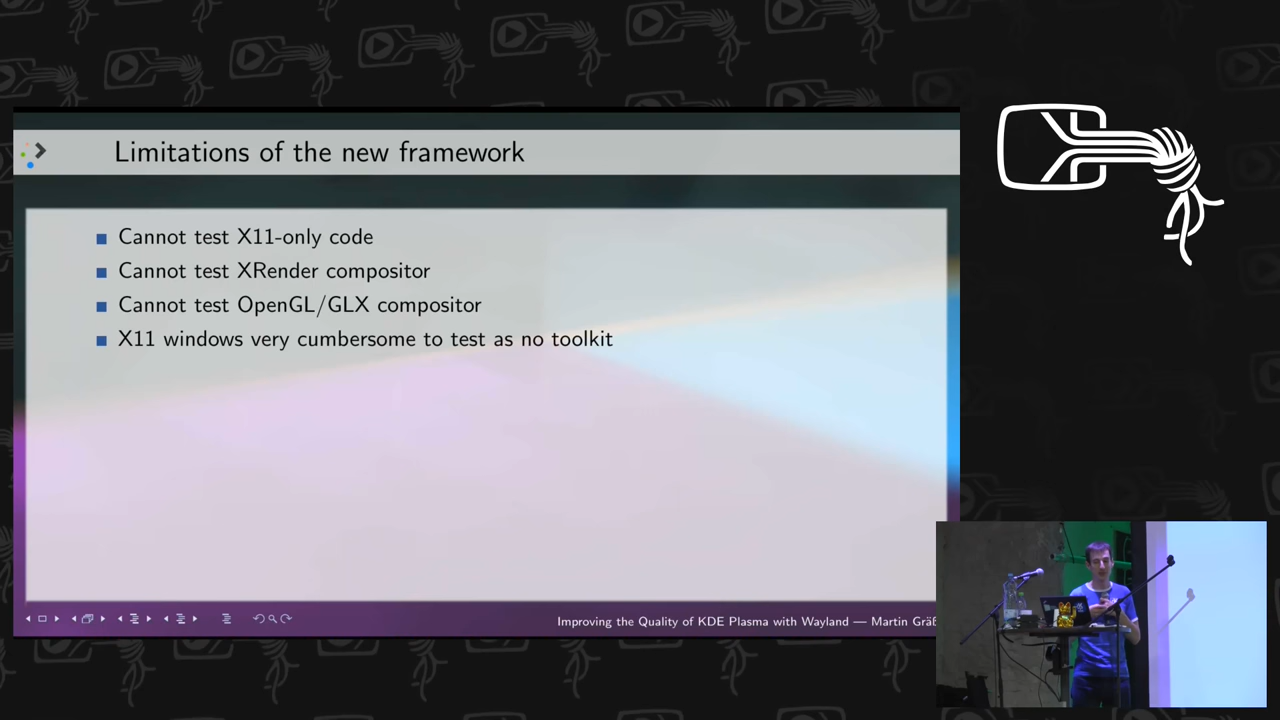 Limitations of the new framework
Cannot test X11-only code
Cannot test XRender compositor
Cannot test OpenGL/GLX compositor
X11 windows very cumbersome to test as no toolkit
Improving the Quality of KDE Plasma with Wayland — Martin Gräß